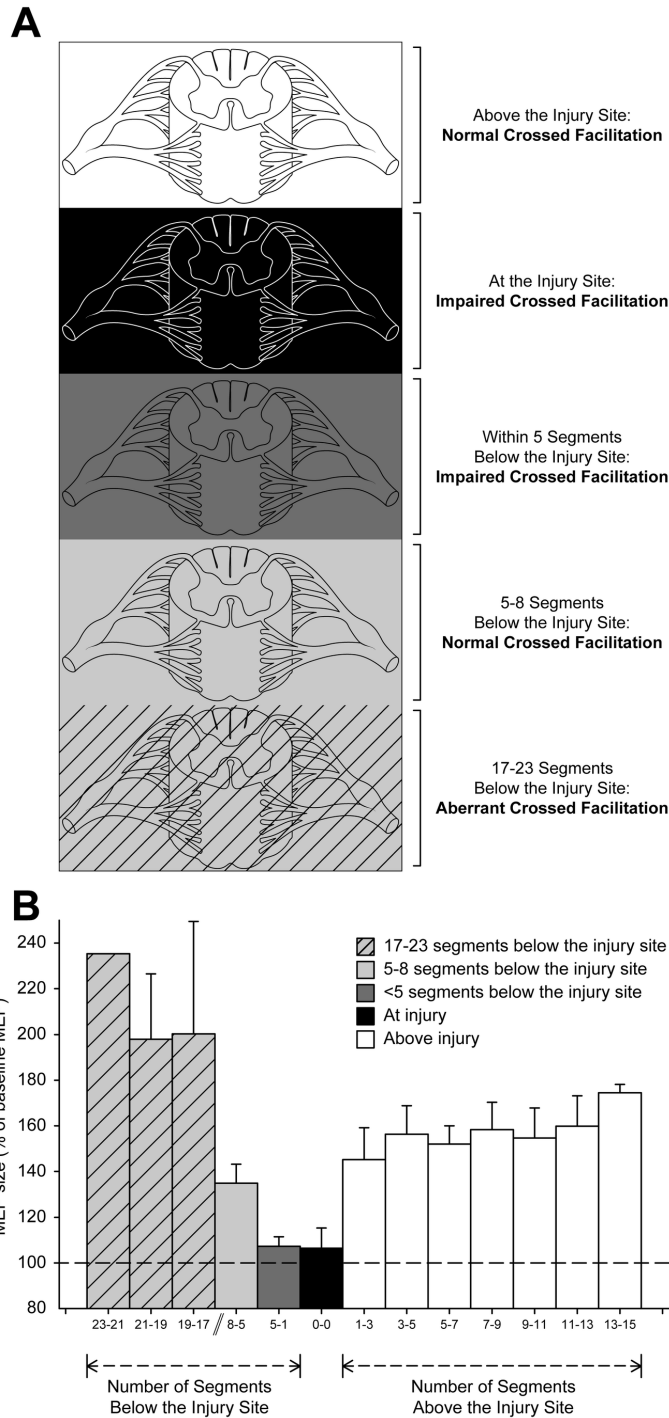 A
Above the Injury Site:
Normal Crossed Facilitation
At the Injury Site:
Impaired Crossed Facilitation
Within 5 Segments
Below the Injury Site:
Impaired Crossed Facilitation
5-8 Segments
Below the Injury Site:
Normal Crossed Facilitation
17-23 Segments
Below the Injury Site:
Aberrant Crossed Facilitation
B
MEP size (% of baseline MEP)
240
220
200
180
160
140
120
100
80
17-23 segments below the injury site
5-8 segments below the injury site
<5 segments below the injury site
At injury
Above injury
23-21 21-19 19-17 // 8-5 5-1 0-0 1-3 3-5 5-7 7-9 9-11 11-13 13-15
Number of Segments
Below the Injury Site
Number of Segments
Above the Injury Site